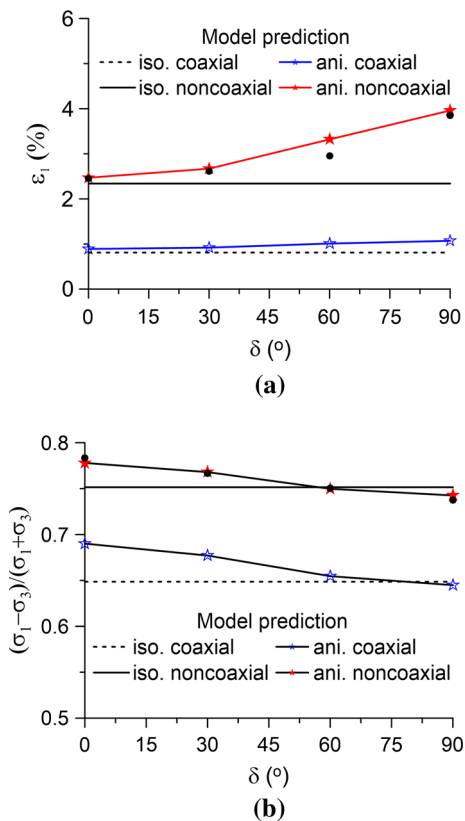 6
4
2
0
ε₁ (%)
Model prediction
iso. coaxial
ani. coaxial
iso. noncoaxial
ani. noncoaxial
0 15 30 45 60 75 90
δ (°)
(a)
0.8
0.7
0.6
0.5
(σ₁−σ₃)/(σ₁+σ₃)
Model prediction
iso. coaxial
ani. coaxial
iso. noncoaxial
ani. noncoaxial
0 15 30 45 60 75 90
δ (°)
(b)